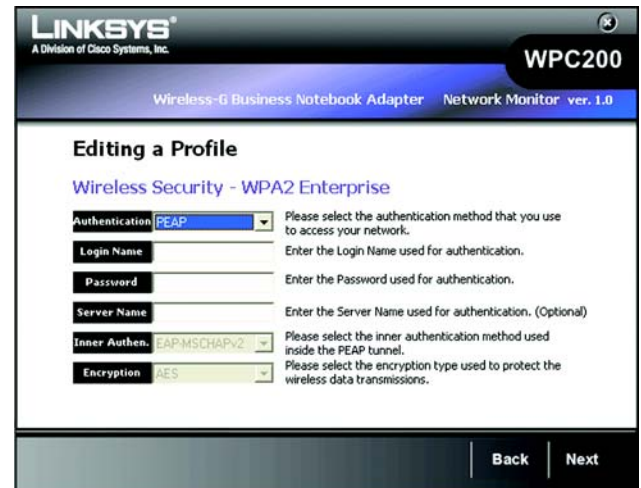 LINKSYS®
A Division of Cisco Systems, Inc.
WPC200
Wireless-G Business Notebook Adapter Network Monitor ver. 1.0
Editing a Profile
Wireless Security - WPA2 Enterprise
Authentication PEAP Please select the authentication method that you use
to access your network.
Login Name Enter the Login Name used for authentication.
Password Enter the Password used for authentication.
Server Name Enter the Server Name used for authentication. (Optional)
Inner Authen. EAP-MSCHAPv2 Please select the inner authentication method used
inside the PEAP tunnel.
Encryption AES Please select the encryption type used to protect the
wireless data transmissions.
Back Next